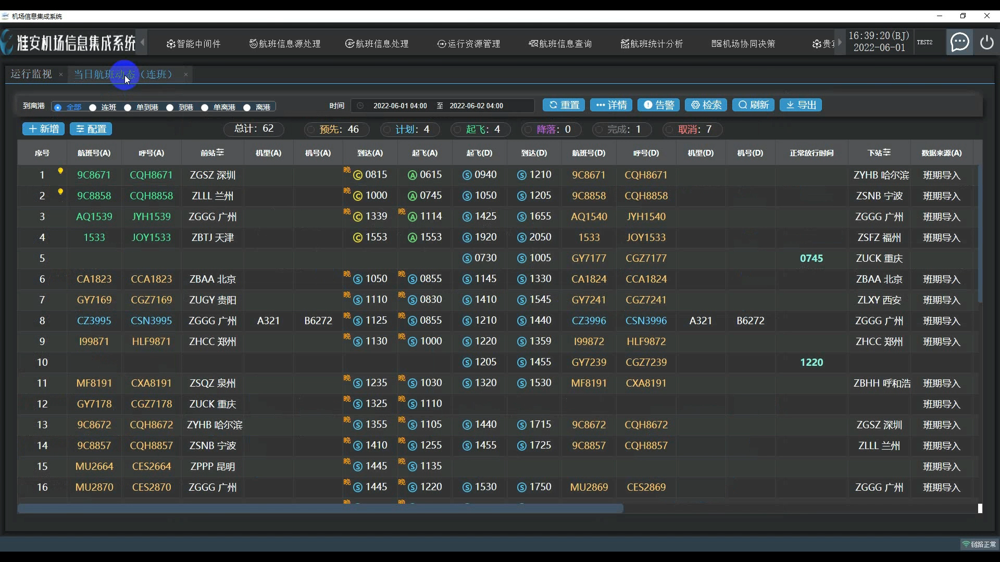 机场信息集成系统
淮安机场信息集成系统 智能中间件 航班信息源处理 航班信息处理 运行资源管理 航班信息查询 航班统计分析 机场协同决策 16:39:20(BJ) TEST2
2022-06-01
运行监视 × 当日航班动态（连班） ×
到离港 全部 连班 单到港 到港 单离港 离港 时间 2022-06-01 04:00 至 2022-06-02 04:00 重置 详情 告警 检索 刷新 导出
新增 配置 总计: 62 预先: 46 计划: 4 起飞: 4 降落: 0 完成: 1 取消: 7
序号 航班号(A) 呼号(A) 前站 机型(A) 机号(A) 到达(A) 起飞(A) 起飞(D) 到达(D) 航班号(D) 呼号(D) 机型(D) 机号(D) 正常放行时间 下站 数据来源(A)
1 9C8671 CQH8671 ZGSZ 深圳 晚 C 0815 A 0615 S 0940 S 1210 9C8671 CQH8671 ZYHB 哈尔滨 班期导入
2 9C8858 CQH8858 ZLLL 兰州 晚 C 1000 A 0745 S 1050 S 1205 9C8858 CQH8858 ZSNB 宁波 班期导入
3 AQ1539 JYH1539 ZGGG 广州 晚 C 1339 晚 A 1114 S 1425 S 1655 AQ1540 JYH1540 ZGGG 广州 班期导入
4 1533 JOY1533 ZBTJ 天津 C 1553 A 1553 S 1920 S 2050 1533 JOY1533 ZSFZ 福州 班期导入
5 S 0730 S 1005 GY7177 CGZ7177 0745 ZUCK 重庆
6 CA1823 CCA1823 ZBAA 北京 晚 S 1050 晚 S 0855 S 1145 S 1330 CA1824 CCA1824 ZBAA 北京 班期导入
7 GY7169 CGZ7169 ZUGY 贵阳 晚 S 1110 晚 S 0830 S 1410 S 1545 GY7241 CGZ7241 ZLXY 西安 班期导入
8 CZ3995 CSN3995 ZGGG 广州 A321 B6272 晚 S 1125 晚 S 0855 S 1210 S 1440 CZ3996 CSN3996 A321 B6272 ZGGG 广州 班期导入
9 I99871 HLF9871 ZHCC 郑州 晚 S 1130 晚 S 1000 S 1220 S 1359 I99872 HLF9872 ZHCC 郑州 班期导入
10 S 1205 S 1455 GY7239 CGZ7239 1220
11 MF8191 CXA8191 ZSQZ 泉州 晚 S 1235 晚 S 1030 S 1320 S 1530 MF8191 CXA8191 ZBHH 呼和浩 班期导入
12 GY7178 CGZ7178 ZUCK 重庆 晚 S 1325 晚 S 1110 班期导入
13 9C8672 CQH8672 ZYHB 哈尔滨 晚 S 1355 晚 S 1105 S 1440 S 1715 9C8672 CQH8672 ZGSZ 深圳 班期导入
14 9C8857 CQH8857 ZSNB 宁波 晚 S 1410 晚 S 1255 S 1455 S 1725 9C8857 CQH8857 ZLLL 兰州 班期导入
15 MU2664 CES2664 ZPPP 昆明 晚 S 1445 晚 S 1135 班期导入
16 MU2870 CES2870 ZGGG 广州 晚 S 1445 晚 S 1220 S 1530 S 1750 MU2869 CES2869 ZGGG 广州 班期导入
链路正常